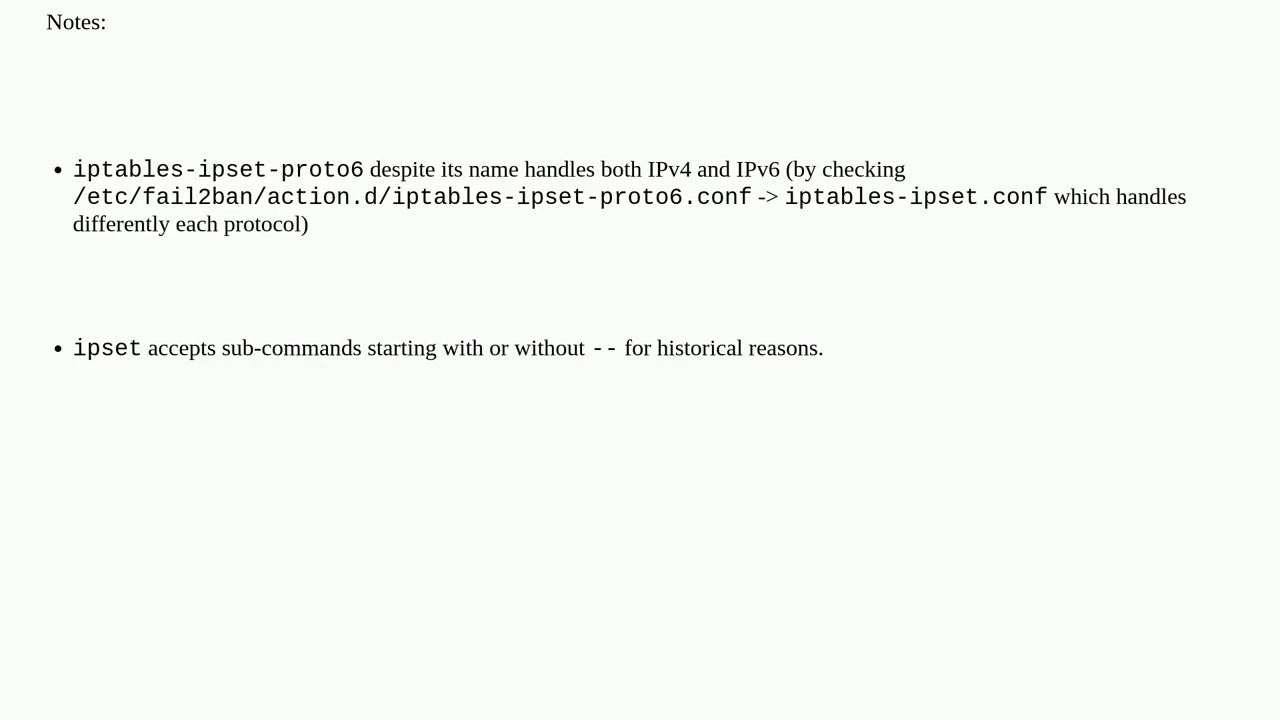 Notes:
• iptables-ipset-proto6 despite its name handles both IPv4 and IPv6 (by checking
/etc/fail2ban/action.d/iptables-ipset-proto6.conf -> iptables-ipset.conf which handles
differently each protocol)
• ipset accepts sub-commands starting with or without -- for historical reasons.